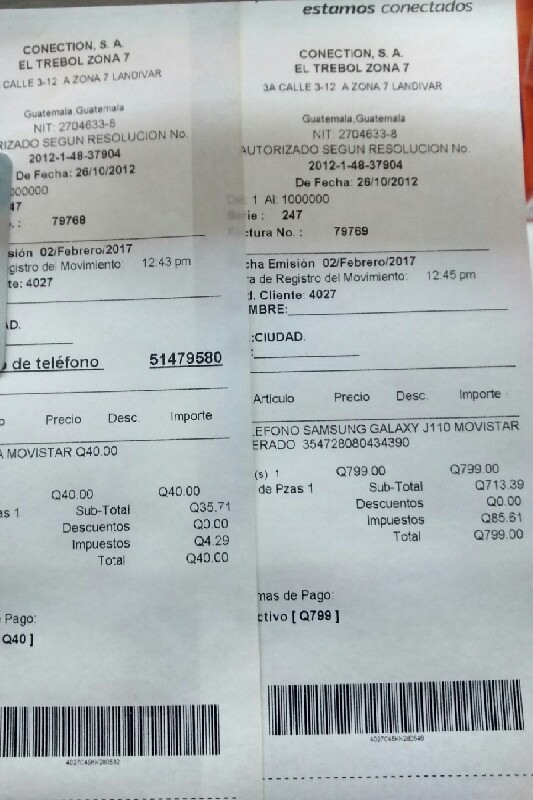 CONECTION, S. A.
EL TREBOL ZONA 7
CALLE 3-12 A ZONA 7 LANDIVAR
Guatemala,Guatemala
NIT: 2704633-8
RIZADO SEGUN RESOLUCION No.
2012-1-48-37904
De Fecha: 26/10/2012
000000
47
.: 79768
sión 02/Febrero/2017
gistro del Movimiento: 12:43 pm
te: 4027
AD.
de teléfono 51479580
o Precio Desc. Importe
A MOVISTAR Q40.00
Q40.00 Q40.00
as 1 Sub-Total Q35.71
Descuentos Q0.00
Impuestos Q4.29
Total Q40.00
Pago:
Q40 ]
4027C45HK280532
estamos conectados
CONECTION, S. A.
EL TREBOL ZONA 7
3A CALLE 3-12 A ZONA 7 LANDIVAR
Guatemala,Guatemala
NIT: 2704633-8
AUTORIZADO SEGUN RESOLUCION No.
2012-1-48-37904
De Fecha: 26/10/2012
Del: 1 Al: 1000000
Serie : 247
ctura No. : 79769
cha Emisión 02/Febrero/2017
ra de Registro del Movimiento: 12:45 pm
d. Cliente: 4027
MBRE:
.:CIUDAD.
Articulo Precio Desc. Importe
LEFONO SAMSUNG GALAXY J110 MOVISTAR
ERADO 354728080434390
(s) 1 Q799.00 Q799.00
de Pzas 1 Sub-Total Q713.39
Descuentos Q0.00
Impuestos Q85.61
Total Q799.00
mas de Pago:
ctivo [ Q799 ]